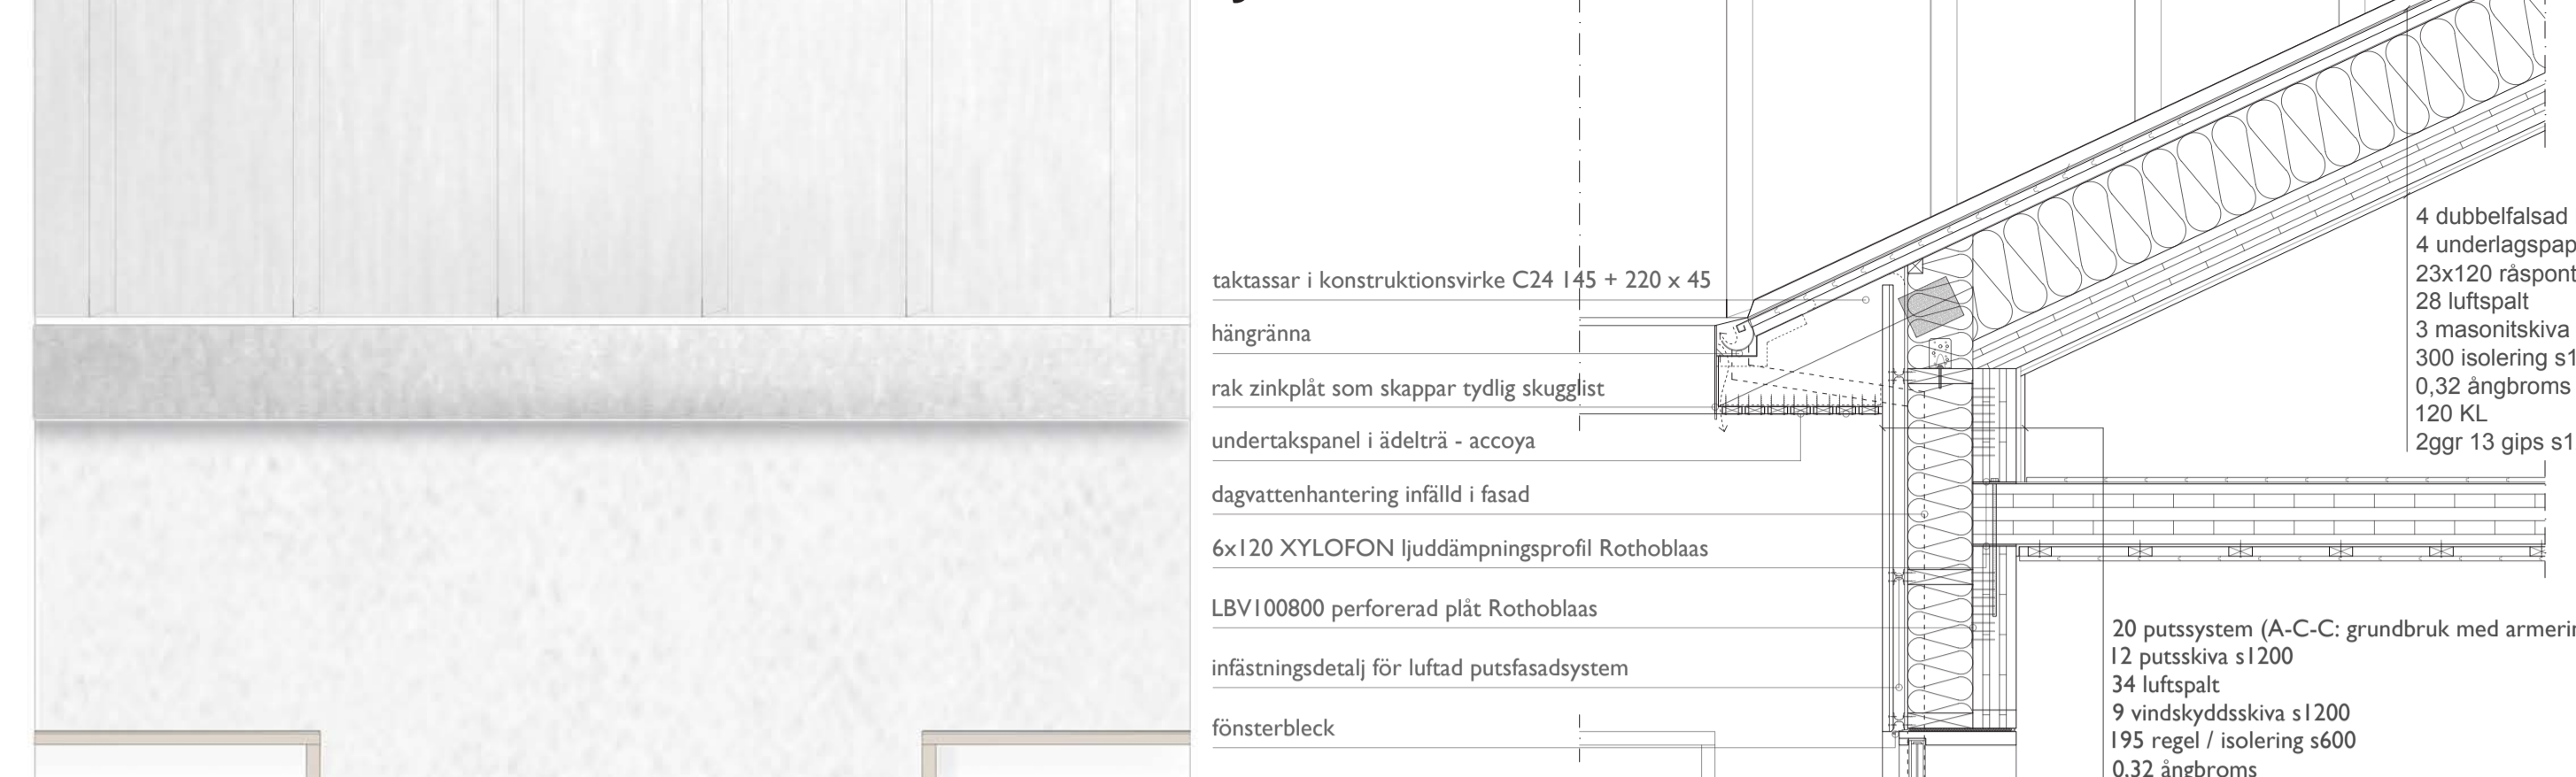 taktassar i konstruktionsvirke C24 145 + 220 x 45
hängränna
rak zinkplåt som skappar tydlig skugglist
undertakspanel i ädelträ - accoya
dagvattenhantering infälld i fasad
6x120 XYLOFON ljuddämpningsprofil Rothoblaas
LBV100800 perforerad plåt Rothoblaas
infästningsdetalj för luftad putsfasadsystem
fönsterbleck
4 dubbelfalsad
4 underlagspap
23x120 råspont
28 luftspalt
3 masonitskiva
300 isolering s1
0,32 ångbroms
120 KL
2ggr 13 gips s1
20 putssystem (A-C-C: grundbruk med armerin
12 putsskiva s1200
34 luftspalt
9 vindskyddsskiva s1200
195 regel / isolering s600
0,32 ångbroms